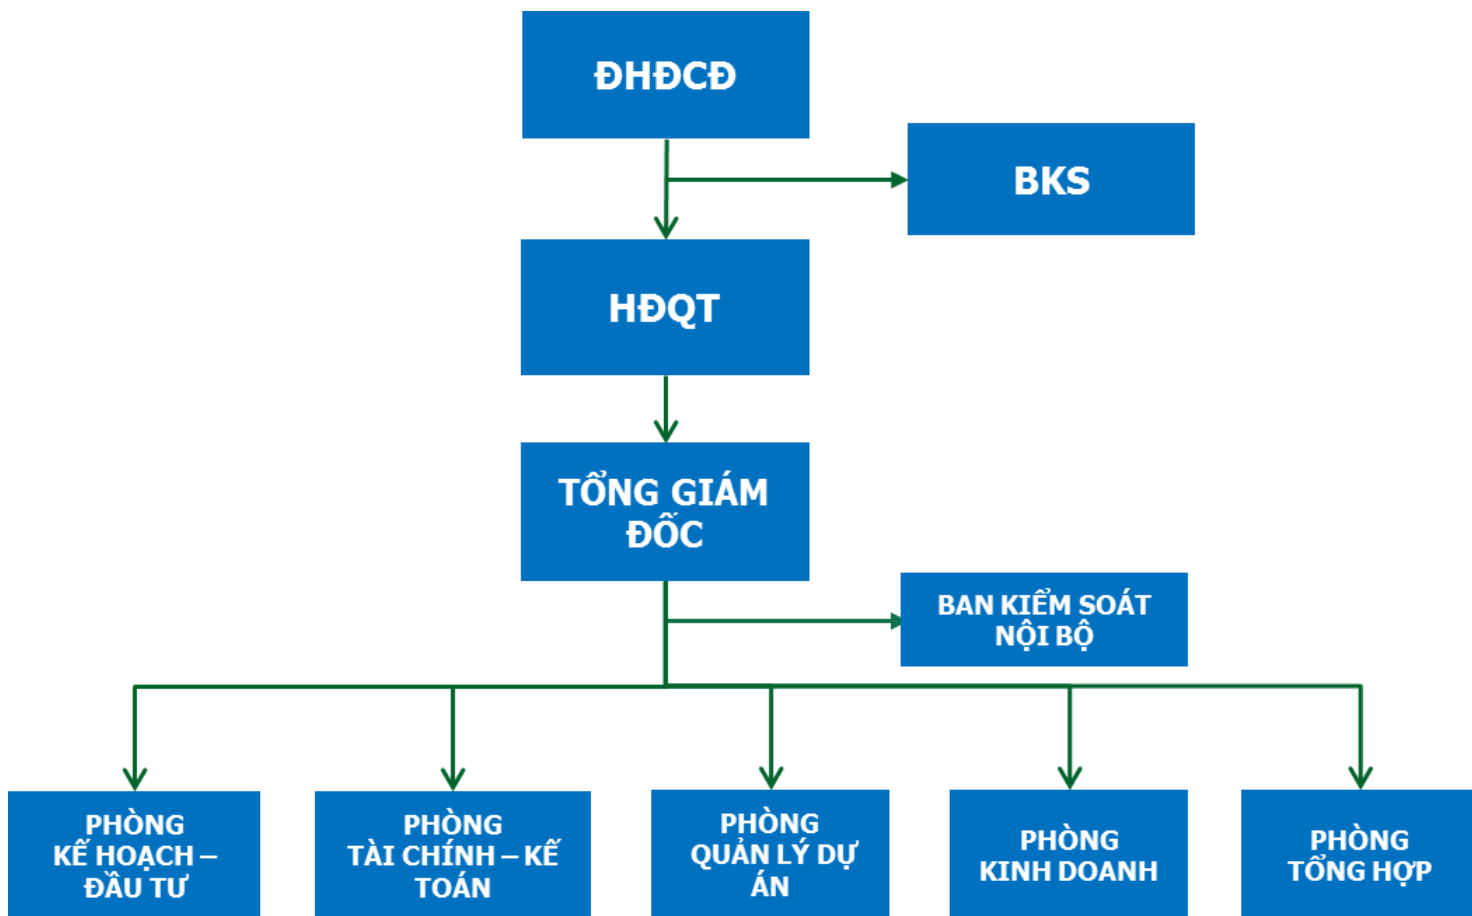 ĐHĐCĐ
BKS
HĐQT
TỔNG GIÁM
ĐỐC
BAN KIỂM SOÁT
NỘI BỘ
PHÒNG
KẾ HOẠCH –
ĐẦU TƯ
PHÒNG
TÀI CHÍNH – KẾ
TOÁN
PHÒNG
QUẢN LÝ DỰ
ÁN
PHÒNG
KINH DOANH
PHÒNG
TỔNG HỢP